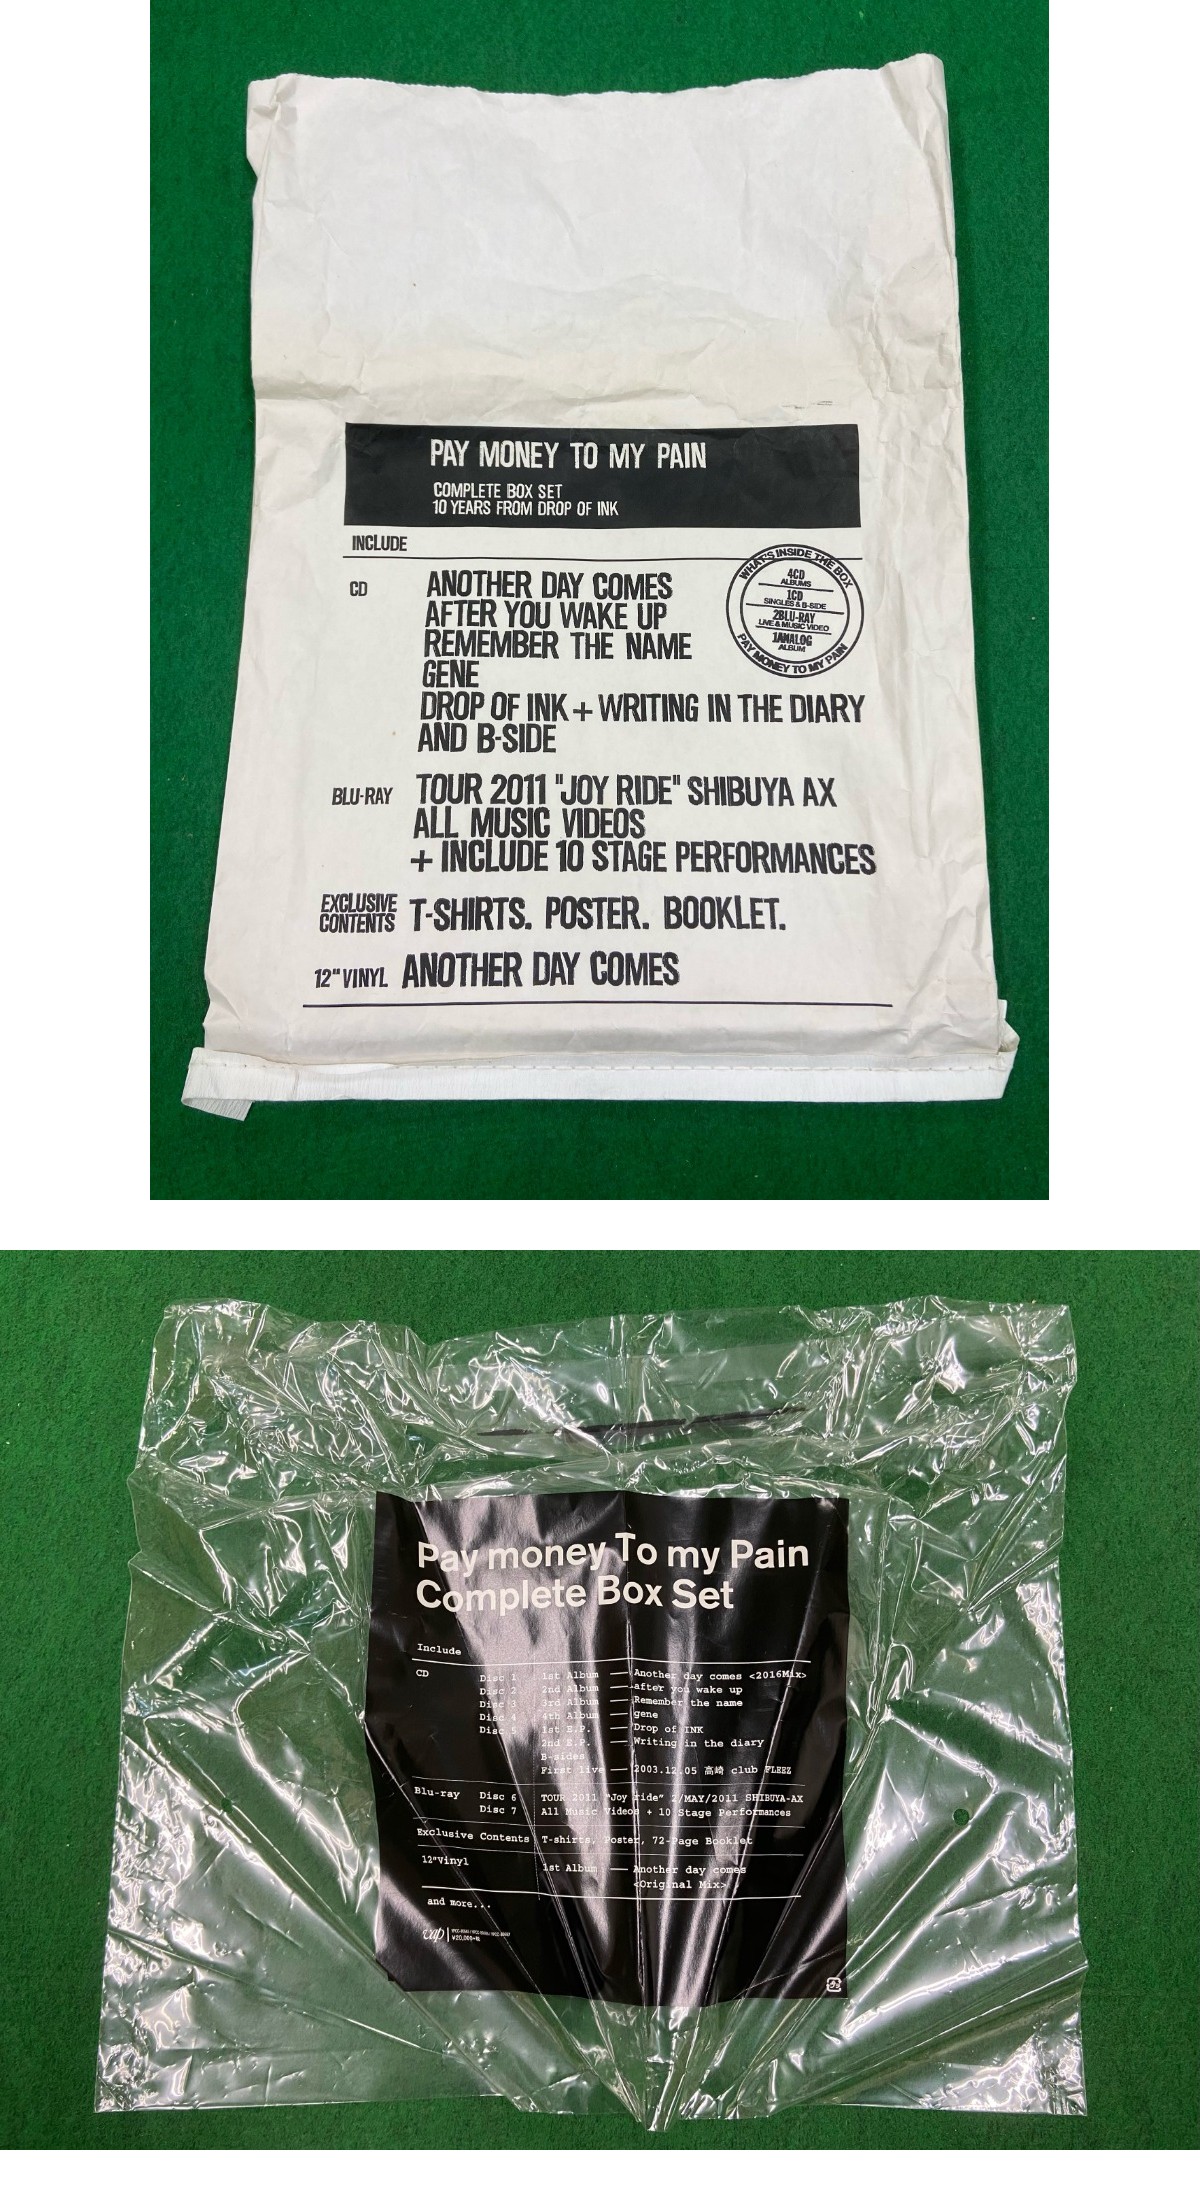 PAY MONEY TO MY PAIN
COMPLETE BOX SET
10 YEARS FROM DROP OF INK
INCLUDE
WHAT'S INSIDE THE BOX
4CD
ALBUMS
1CD
SINGLES & B-SIDE
2BLU-RAY
LIVE & MUSIC VIDEO
1ANALOG
ALBUM
PAY MONEY TO MY PAIN
CD ANOTHER DAY COMES
AFTER YOU WAKE UP
REMEMBER THE NAME
GENE
DROP OF INK + WRITING IN THE DIARY
AND B-SIDE
BLU-RAY TOUR 2011 "JOY RIDE" SHIBUYA AX
ALL MUSIC VIDEOS
+ INCLUDE 10 STAGE PERFORMANCES
EXCLUSIVE
CONTENTS T-SHIRTS. POSTER. BOOKLET.
12" VINYL ANOTHER DAY COMES
Pay money To my Pain
Complete Box Set
Include
CD Disc 1 1st Album — Another day comes <2016Mix>
Disc 2 2nd Album — after you wake up
Disc 3 3rd Album — Remember the name
Disc 4 4th Album — gene
Disc 5 1st E.P. — Drop of INK
2nd E.P. — Writing in the diary
B-sides
First live — 2003.12.05 高崎 club FLEEZ
Blu-ray Disc 6 TOUR 2011 "Joy ride" 2/MAY/2011 SHIBUYA-AX
Disc 7 All Music Videos + 10 Stage Performances
Exclusive Contents T-shirts, Poster, 72-Page Booklet
12"Vinyl 1st Album — Another day comes
<Original Mix>
and more...
vap
¥20,000+税